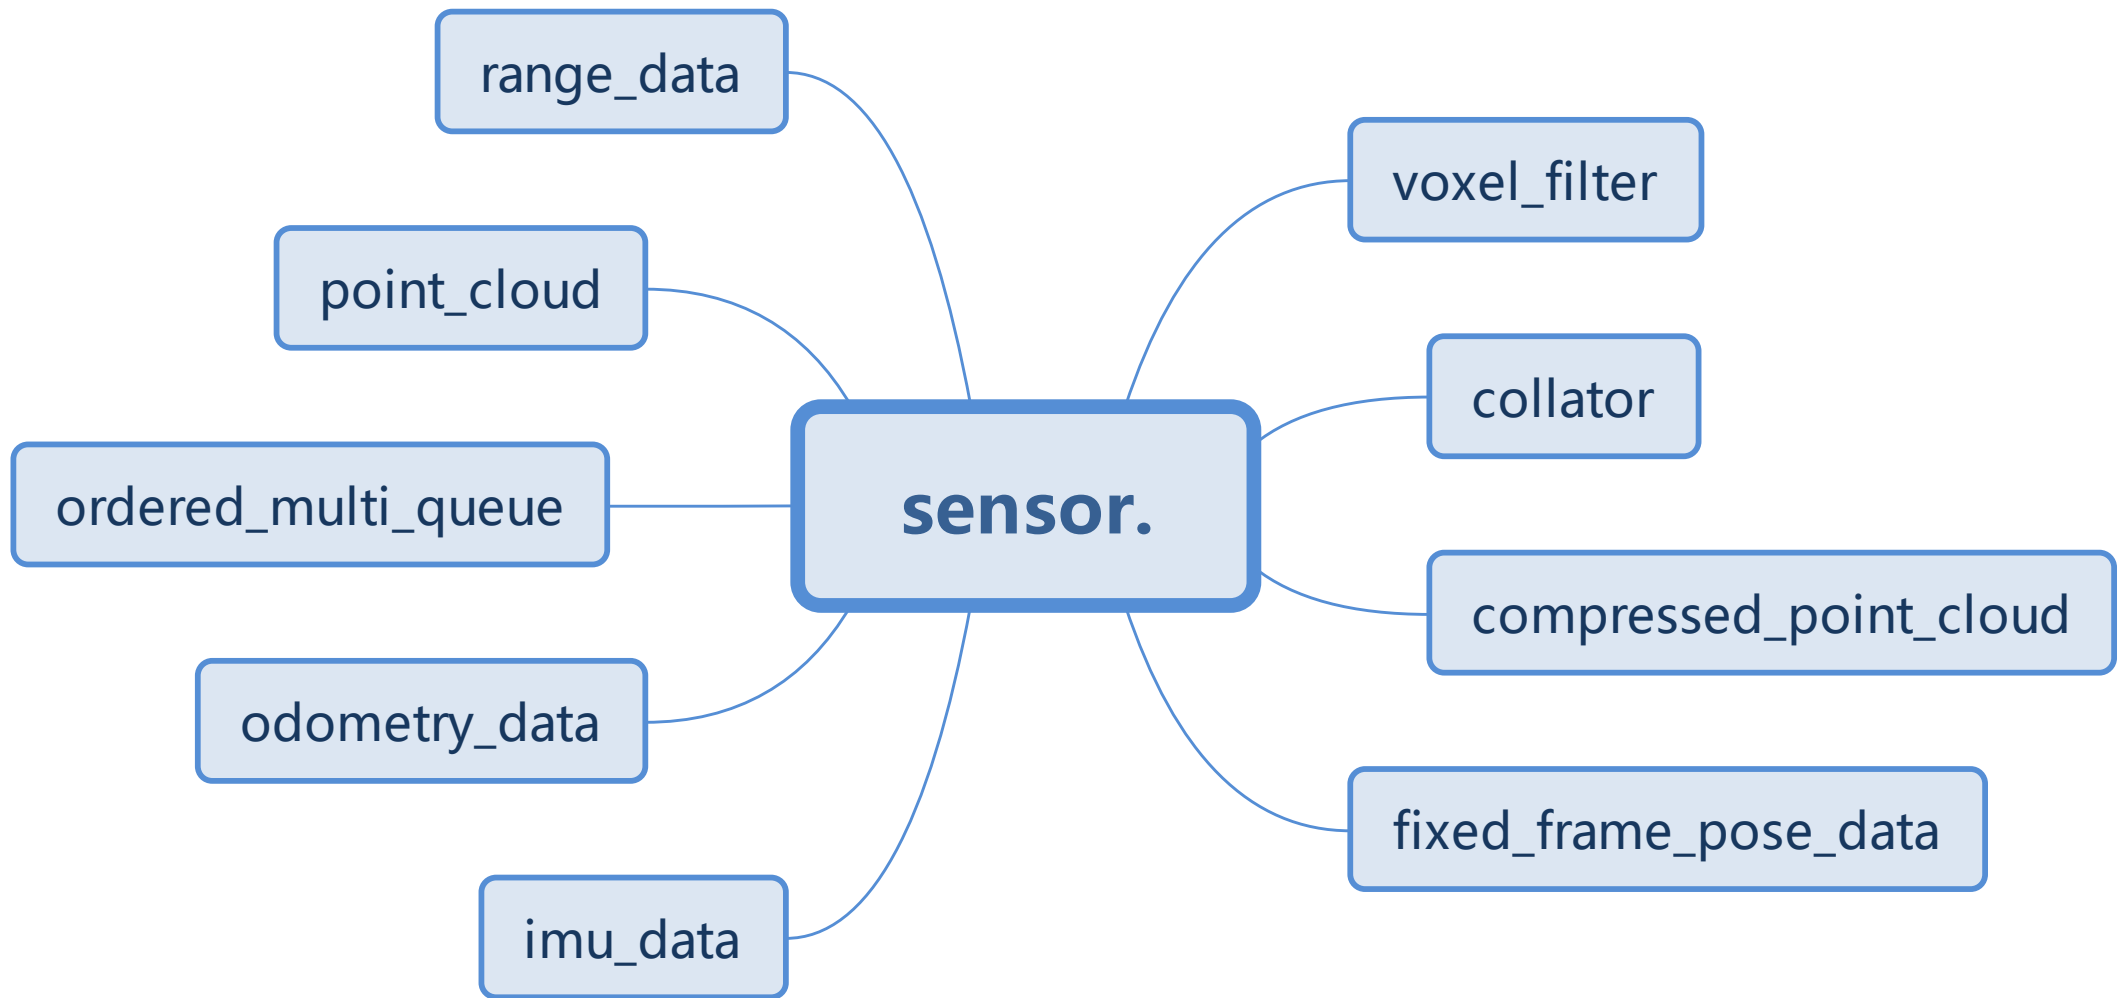 range_data
voxel_filter
point_cloud
collator
ordered_multi_queue
sensor.
compressed_point_cloud
odometry_data
fixed_frame_pose_data
imu_data